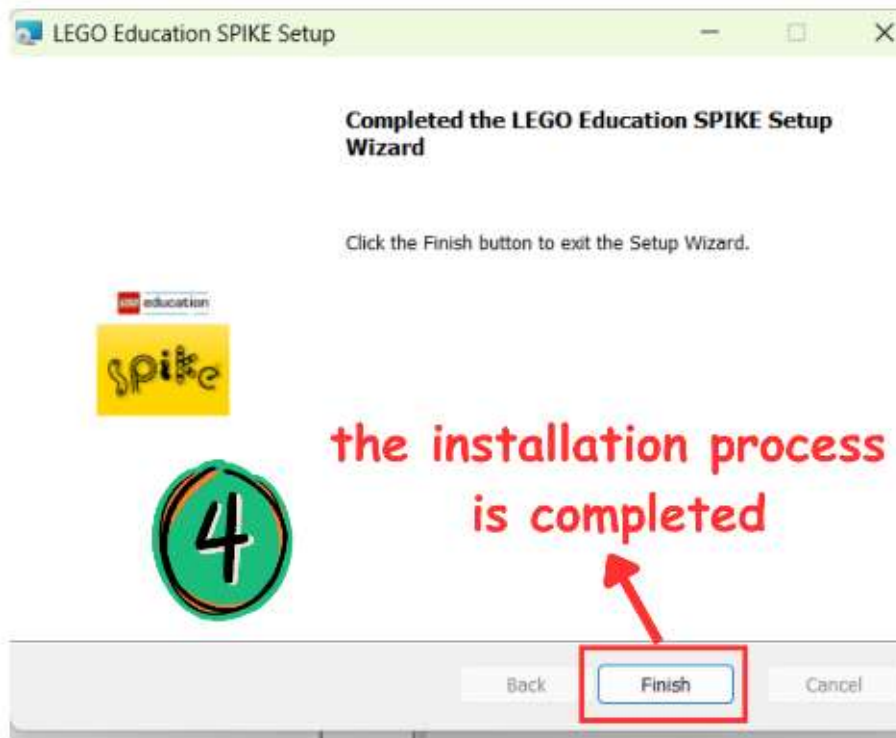 LEGO Education SPIKE Setup
Completed the LEGO Education SPIKE Setup
Wizard
Click the Finish button to exit the Setup Wizard.
LEGO education
spike
the installation process
is completed
4
Back Finish Cancel